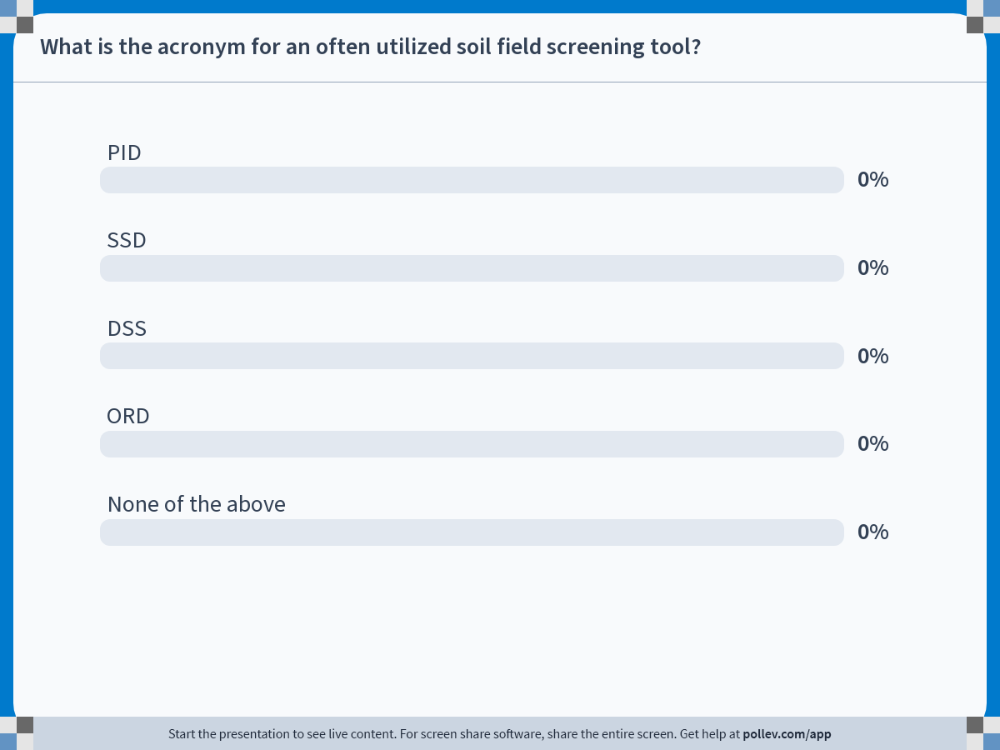 What is the acronym for an often utilized soil field screening tool?
PID
0%
SSD
0%
DSS
0%
ORD
0%
None of the above
0%
Start the presentation to see live content. For screen share software, share the entire screen. Get help at pollev.com/app